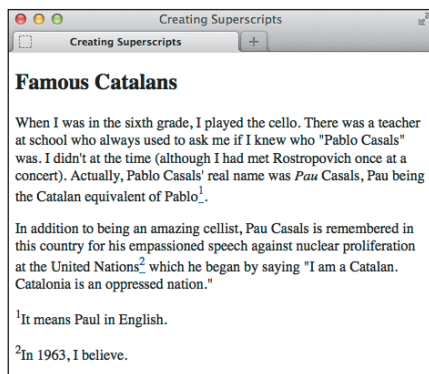 Creating Superscripts
Creating Superscripts
Famous Catalans
When I was in the sixth grade, I played the cello. There was a teacher
at school who always used to ask me if I knew who "Pablo Casals"
was. I didn't at the time (although I had met Rostropovich once at a
concert). Actually, Pablo Casals' real name was Pau Casals, Pau being
the Catalan equivalent of Pablo¹.
In addition to being an amazing cellist, Pau Casals is remembered in
this country for his empassioned speech against nuclear proliferation
at the United Nations² which he began by saying "I am a Catalan.
Catalonia is an oppressed nation."
¹It means Paul in English.
²In 1963, I believe.